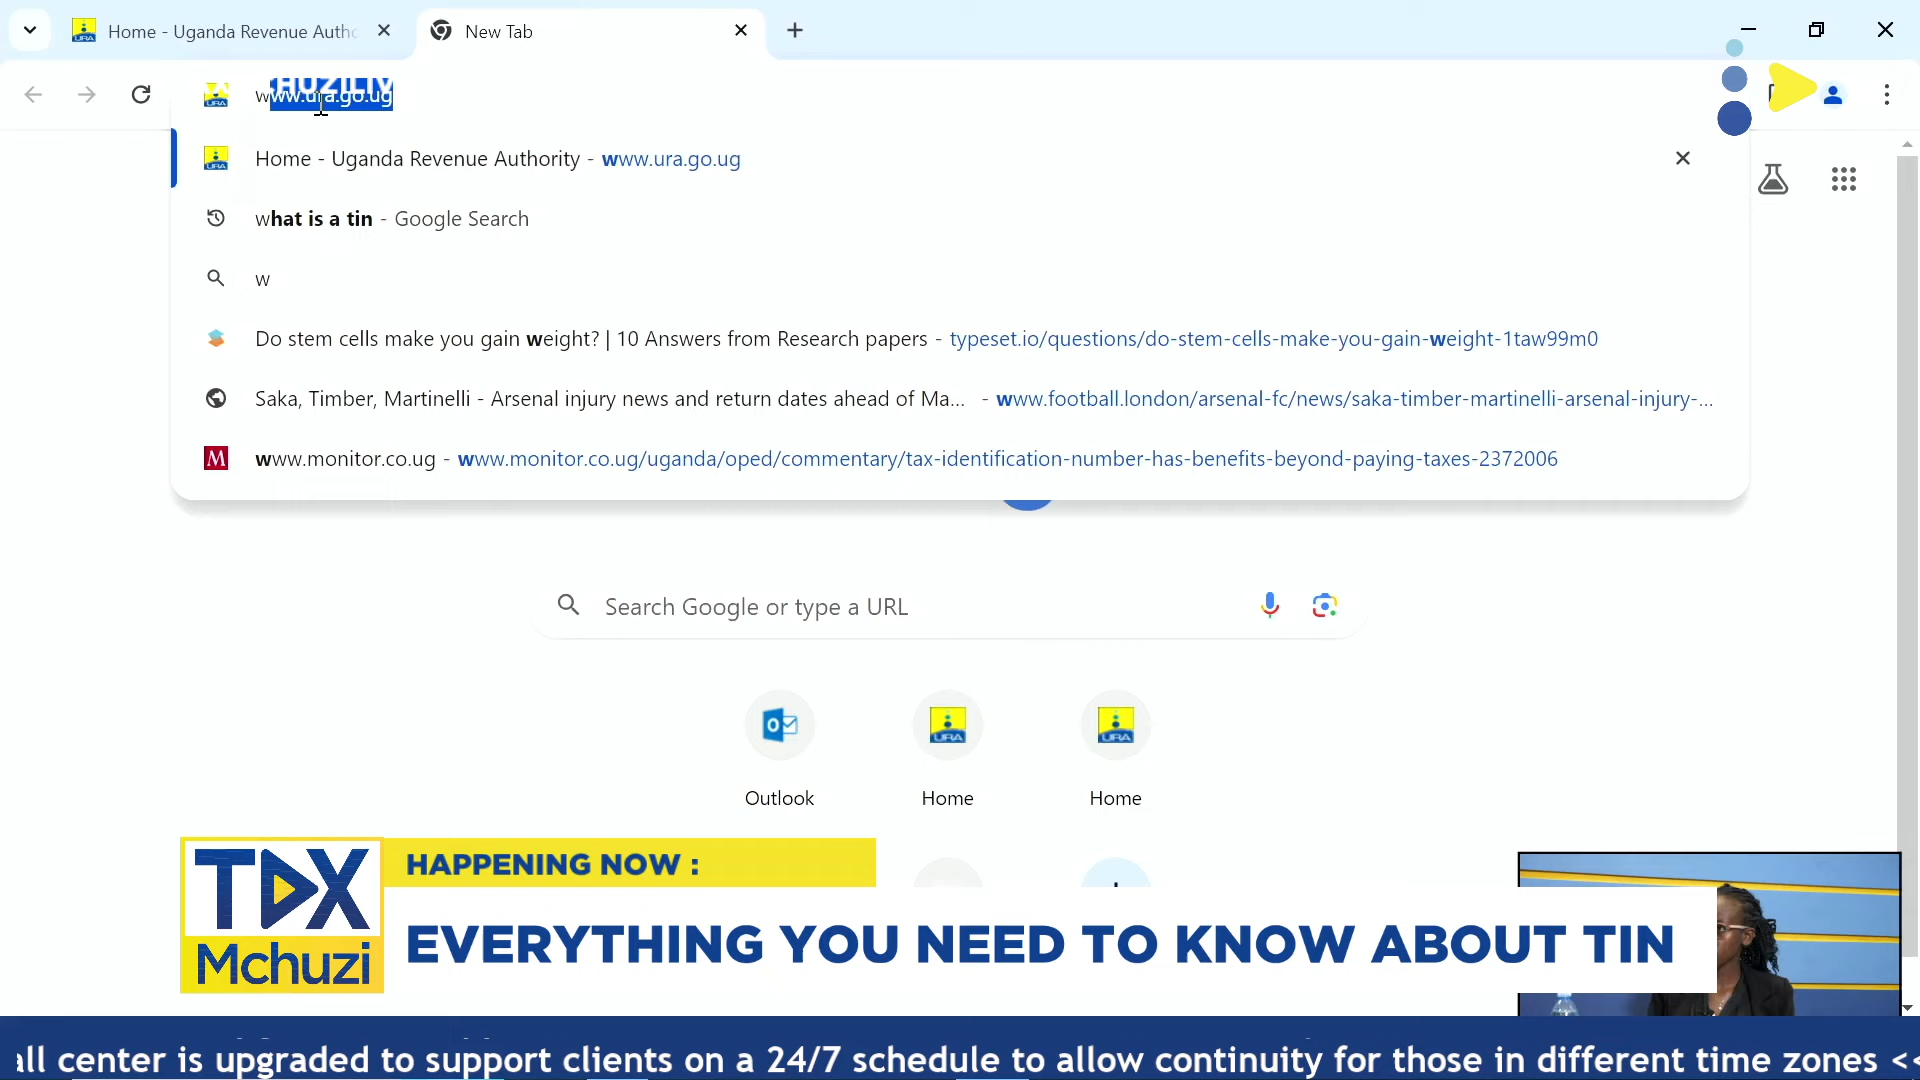 Home - Uganda Revenue Autho
New Tab
www.ura.go.ug
Home - Uganda Revenue Authority - www.ura.go.ug
what is a tin - Google Search
w
Do stem cells make you gain weight? | 10 Answers from Research papers - typeset.io/questions/do-stem-cells-make-you-gain-weight-1taw99m0
Saka, Timber, Martinelli - Arsenal injury news and return dates ahead of Ma... - www.football.london/arsenal-fc/news/saka-timber-martinelli-arsenal-injury-...
M
www.monitor.co.ug - www.monitor.co.ug/uganda/oped/commentary/tax-identification-number-has-benefits-beyond-paying-taxes-2372006
Search Google or type a URL
URA URA
Outlook Home Home
TAX
Mchuzi
HAPPENING NOW :
EVERYTHING YOU NEED TO KNOW ABOUT TIN
all center is upgraded to support clients on a 24/7 schedule to allow continuity for those in different time zones <<